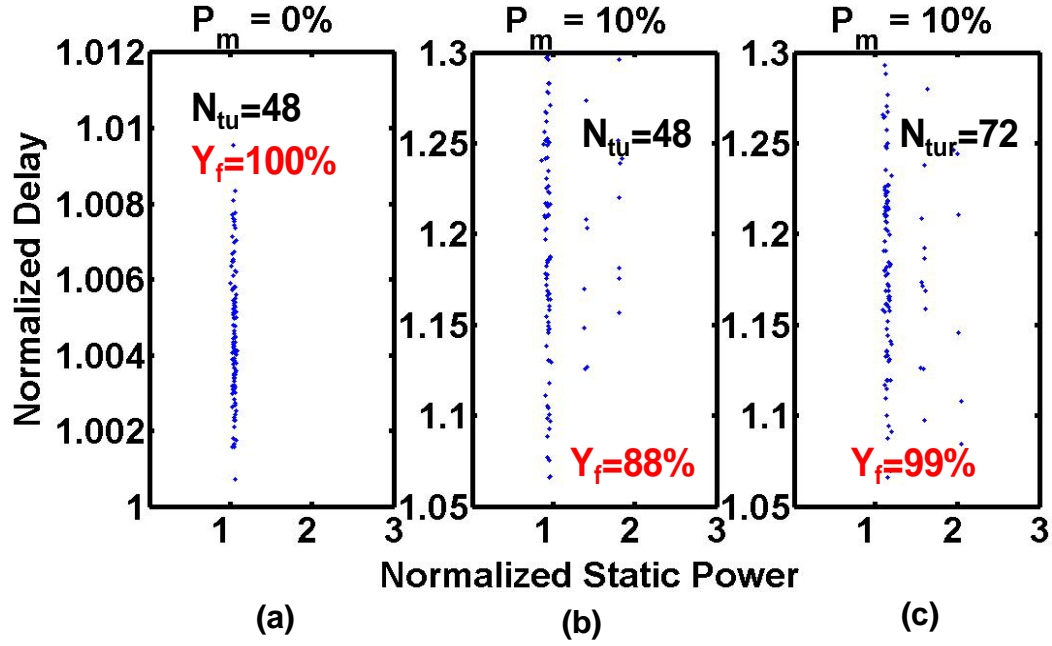 P_m = 0%
P_m = 10%
P_m = 10%
Normalized Delay
1.012
1.01
1.008
1.006
1.004
1.002
1
N_tu=48
Y_f=100%
1 2 3
1.3
1.25
1.2
1.15
1.1
1.05
N_tu=48
Y_f=88%
1 2 3
1.3
1.25
1.2
1.15
1.1
1.05
N_tur=72
Y_f=99%
1 2 3
Normalized Static Power
(a) (b) (c)